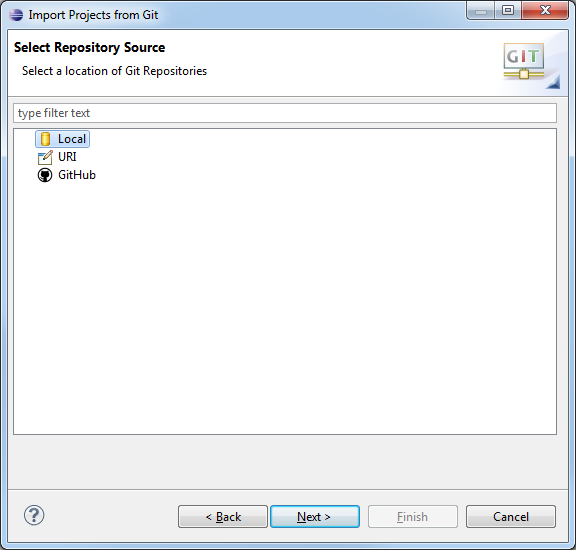 Import Projects from Git
Select Repository Source
Select a location of Git Repositories
GIT
type filter text
Local
URI
GitHub
?
< Back
Next >
Finish
Cancel